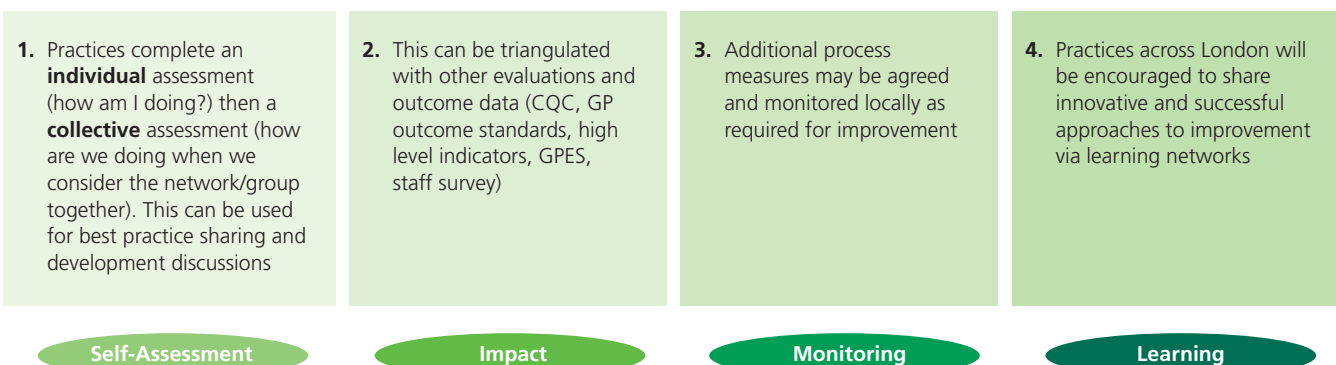 1. Practices complete an
individual assessment
(how am I doing?) then a
collective assessment (how
are we doing when we
consider the network/group
together). This can be used
for best practice sharing and
development discussions
2. This can be triangulated
with other evaluations and
outcome data (CQC, GP
outcome standards, high
level indicators, GPES,
staff survey)
3. Additional process
measures may be agreed
and monitored locally as
required for improvement
4. Practices across London will
be encouraged to share
innovative and successful
approaches to improvement
via learning networks
Self-Assessment
Impact
Monitoring
Learning